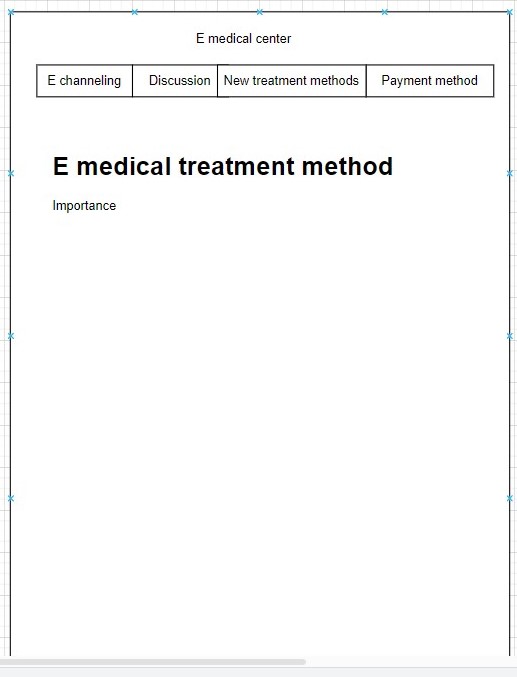 E medical center
E channeling Discussion New treatment methods Payment method
E medical treatment method
Importance